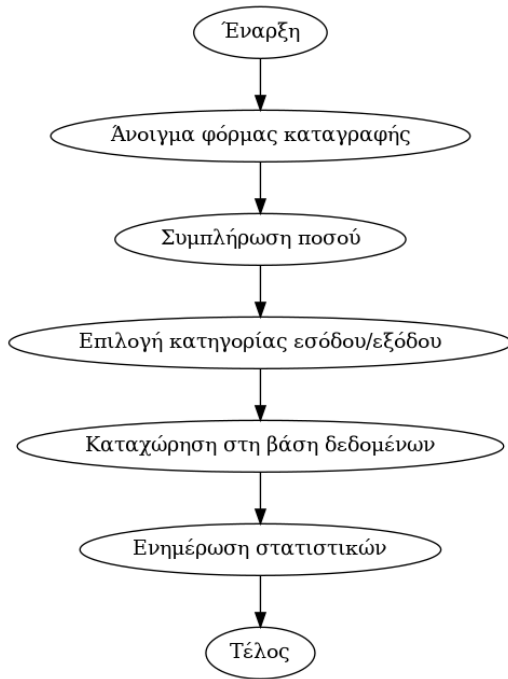 Έναρξη
Άνοιγμα φόρμας καταγραφής
Συμπλήρωση ποσού
Επιλογή κατηγορίας εσόδου/εξόδου
Καταχώρηση στη βάση δεδομένων
Ενημέρωση στατιστικών
Τέλος